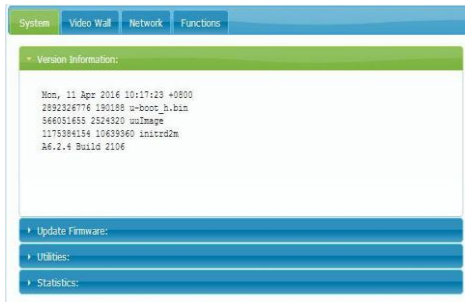 System Video Wall Network Functions
Version Information:
Mon, 11 Apr 2016 10:17:23 +0800
2892326776 190188 u-boot_h.bin
566051655 2524320 uuImage
1175384154 10639360 initrd2m
A6.2.4 Build 2106
Update Firmware:
Utilities:
Statistics: